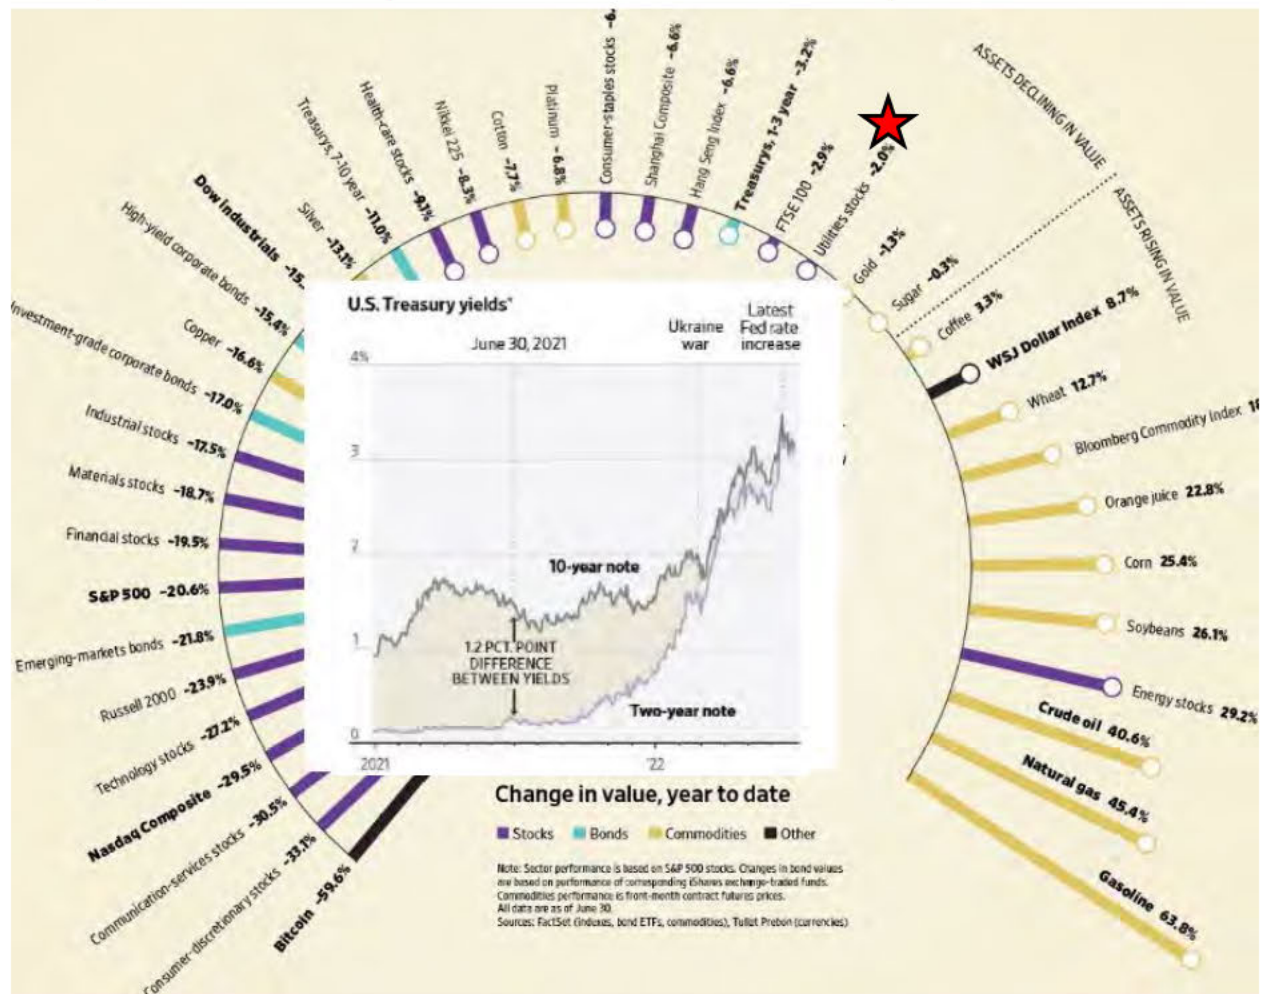 Consumer-discretionary stocks -33.1%
Communication-services stocks -30.5%
Nasdaq Composite -29.5%
Technology stocks -27.2%
Russell 2000 -23.9%
Emerging-markets bonds -21.8%
S&P 500 -20.6%
Financial stocks -19.5%
Materials stocks -18.7%
Industrial stocks -17.5%
Investment-grade corporate bonds -17.0%
Copper -16.6%
High-yield corporate bonds -15.4%
Dow industrials -15.
Silver -13.1%
Treasurys, 7-10 year -11.0%
Health-care stocks -9.1%
Nikkei 225 -8.3%
Cotton -7.7%
Platinum -6.8%
Consumer-staples stocks -6.
Shanghai Composite -6.6%
Hang Seng Index -6.6%
Treasurys, 1-3 year -3.2%
FTSE 100 -2.9%
Utilities stocks -2.0%
Gold -1.3%
Sugar -0.3%
ASSETS DECLINING IN VALUE
ASSETS RISING IN VALUE
Coffee 3.3%
WSJ Dollar Index 8.7%
Wheat 12.7%
Bloomberg Commodity Index 18
Orange juice 22.8%
Corn 25.4%
Soybeans 26.1%
Energy stocks 29.2%
Crude oil 40.6%
Natural gas 45.4%
Gasoline 63.8%
Bitcoin -59.6%
U.S. Treasury yields*
June 30, 2021
Ukraine
war
Latest
Fed rate
increase
4%
3
2
1
0
10-year note
1.2 PCT. POINT
DIFFERENCE
BETWEEN YIELDS
Two-year note
2021
'22
Change in value, year to date
Stocks
Bonds
Commodities
Other
Note: Sector performance is based on S&P 500 stocks. Changes in bond values
are based on performance of corresponding iShares exchange-traded funds.
Commodities performance is front-month contract futures prices.
All data are as of June 30.
Sources: FactSet (indexes, bond ETFs, commodities), Tullet Prebon (currencies)